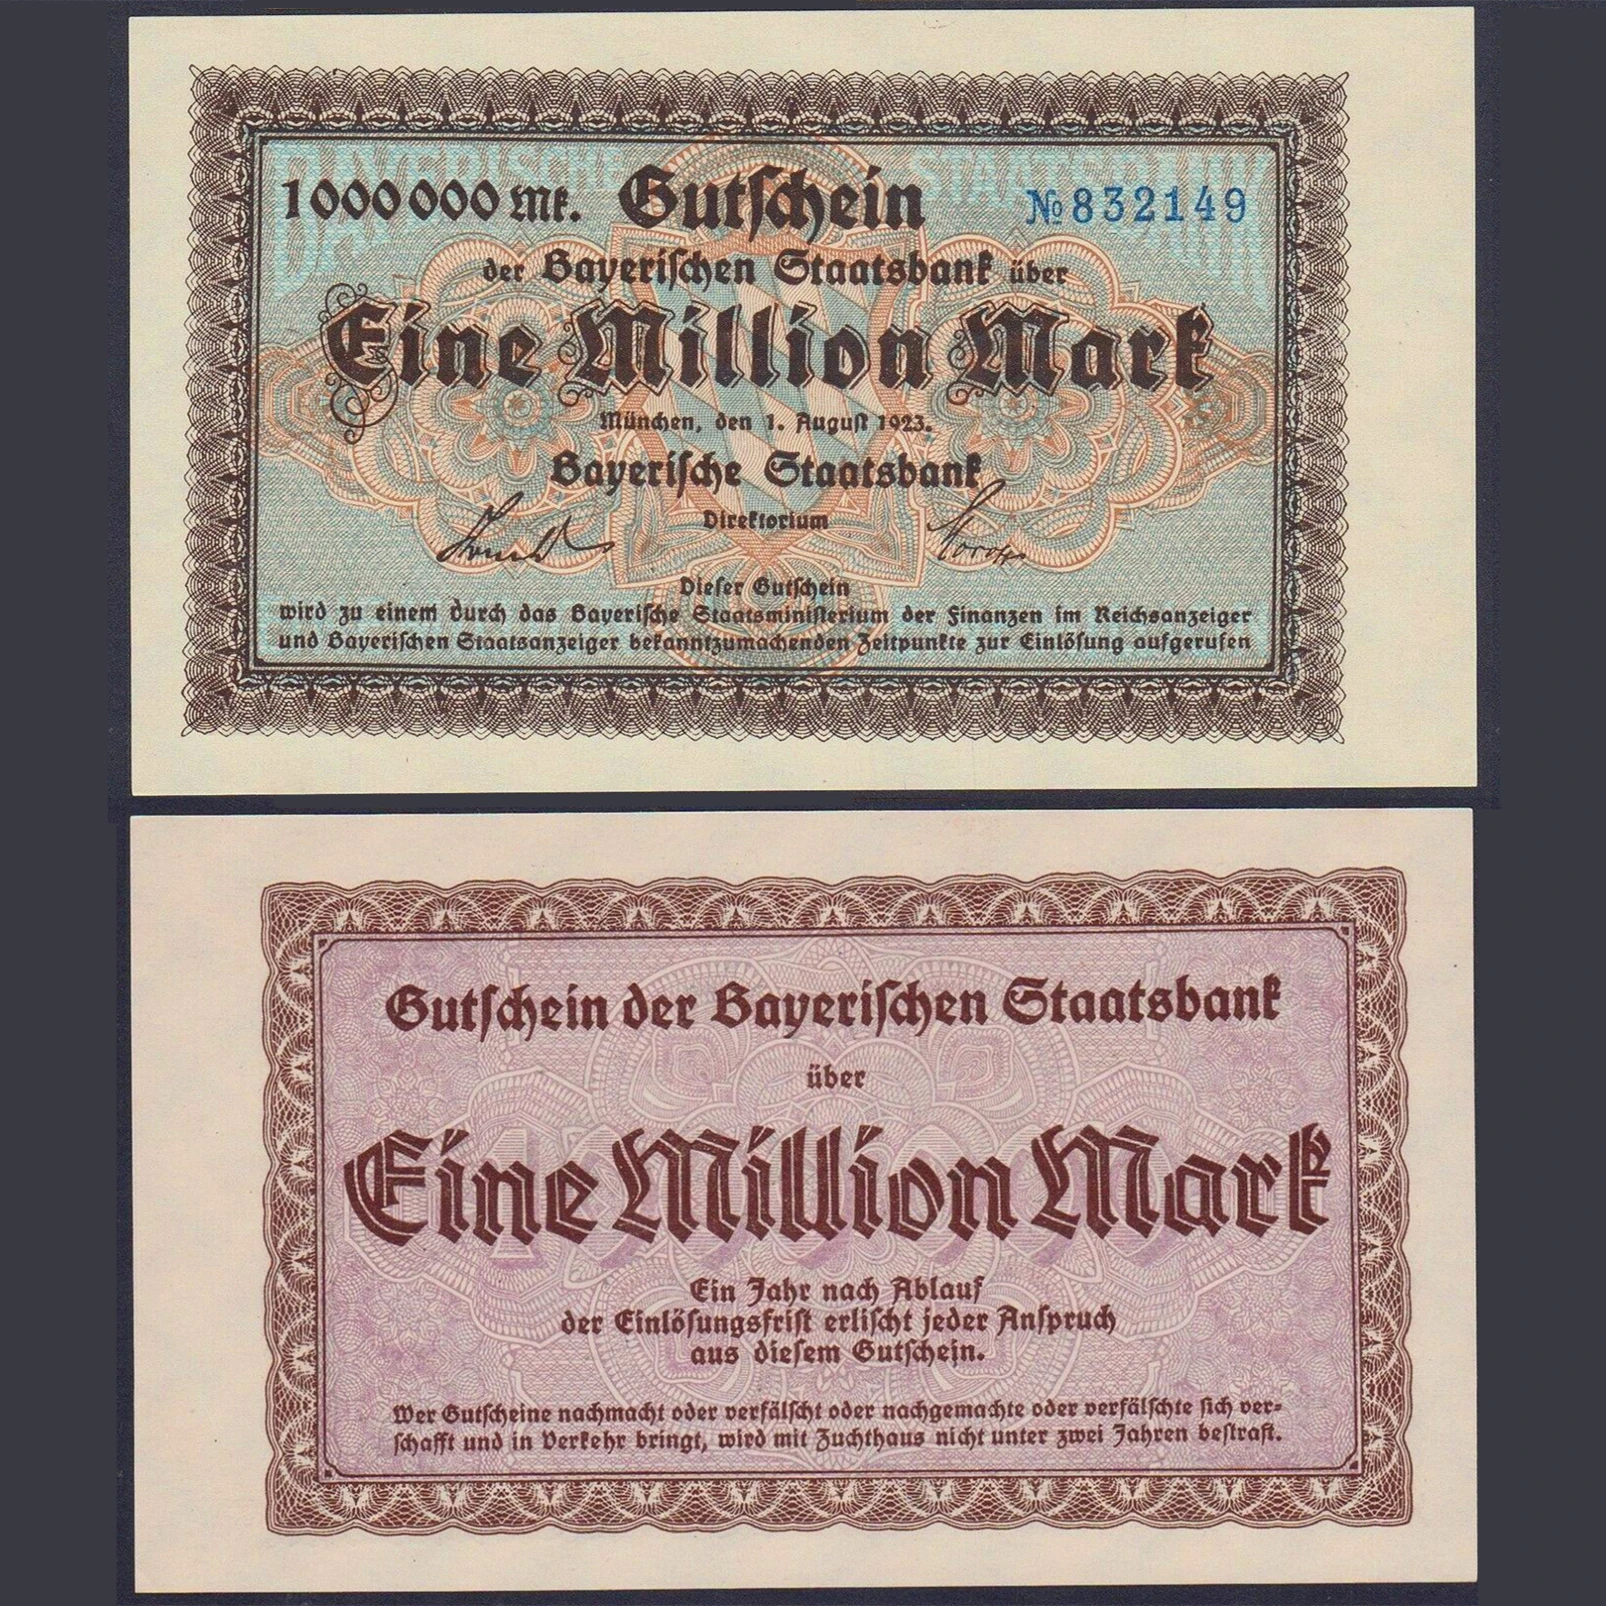 1000000 Mk. Gutschein № 832149
der Bayerischen Staatsbank über
Eine Million Mark
München, den 1. August 1923.
Bayerische Staatsbank
Direktorium
Dieser Gutschein
wird zu einem durch das Bayerische Staatsministerium der Finanzen im Reichsanzeiger
und Bayerischen Staatsanzeiger bekanntzumachenden Zeitpunkte zur Einlösung aufgerufen
Gutschein der Bayerischen Staatsbank
über
Eine Million Mark
Ein Jahr nach Ablauf
der Einlösungsfrist erlischt jeder Anspruch
aus diesem Gutschein.
Wer Gutscheine nachmacht oder verfälscht oder nachgemachte oder verfälschte sich ver-
schafft und in Verkehr bringt, wird mit Zuchthaus nicht unter zwei Jahren bestraft.